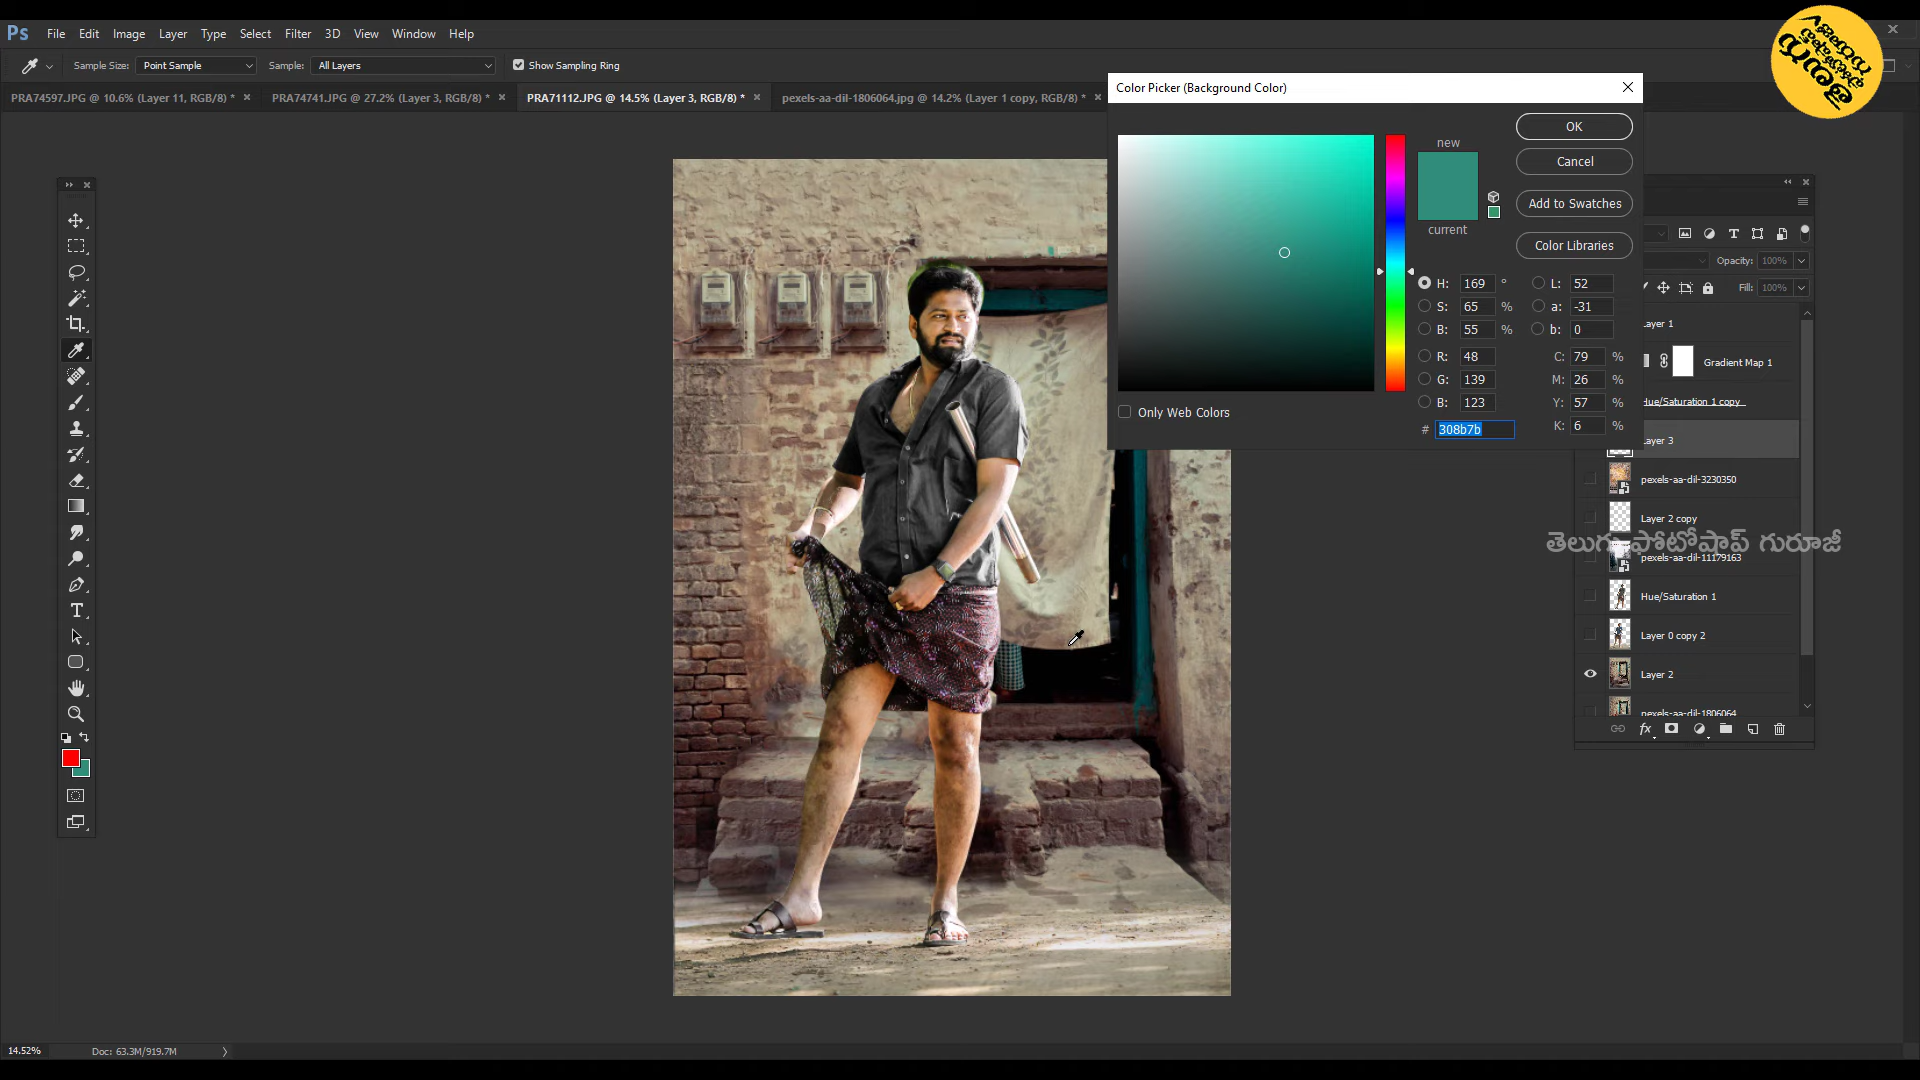 Ps File Edit Image Layer Type Select Filter 3D View Window Help
Sample Size: Point Sample Sample: All Layers Show Sampling Ring
PRA74597.JPG @ 10.6% (Layer 11, RGB/8) * PRA74741.JPG @ 27.2% (Layer 3, RGB/8) * PRA71112.JPG @ 14.5% (Layer 3, RGB/8) * pexels-aa-dil-1806064.jpg @ 14.2% (Layer 1 copy, RGB/8) *
Color Picker (Background Color)
new
current
OK
Cancel
Add to Swatches
Color Libraries
H: 169 ° L: 52
S: 65 % a: -31
B: 55 % b: 0
R: 48 C: 79 %
G: 139 M: 26 %
B: 123 Y: 57 %
K: 6 %
# 308b7b
Only Web Colors
Opacity: 100%
Fill: 100%
ayer 1
Gradient Map 1
Hue/Saturation 1 copy
ayer 3
pexels-aa-dil-3230350
Layer 2 copy
తెలుగు ఫోటోషాప్ గురూజీ
pexels-aa-dil-11179163
Hue/Saturation 1
Layer 0 copy 2
Layer 2
pexels-aa-dil-1806064
14.52% Doc: 63.3M/919.7M